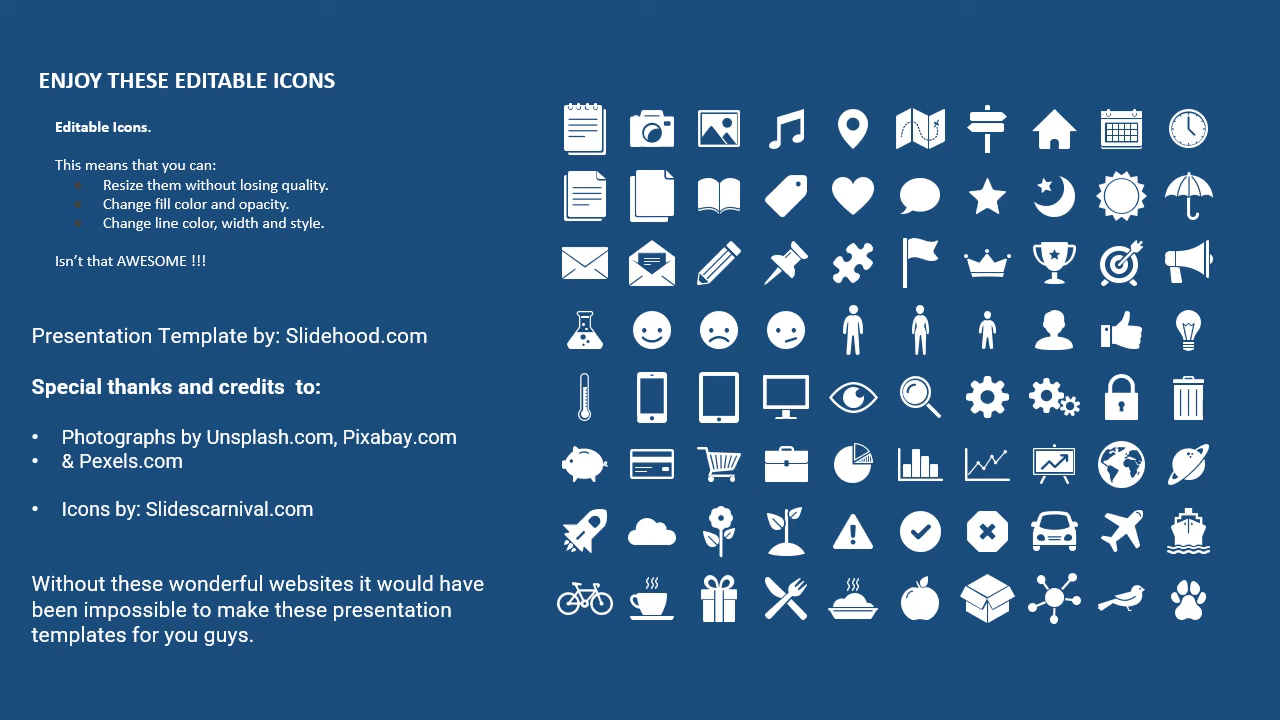 ENJOY THESE EDITABLE ICONS
Editable Icons.
This means that you can:
Resize them without losing quality.
Change fill color and opacity.
Change line color, width and style.
Isn’t that AWESOME !!!
Presentation Template by: Slidehood.com
Special thanks and credits  to:
• Photographs by Unsplash.com, Pixabay.com
• & Pexels.com
• Icons by: Slidescarnival.com
Without these wonderful websites it would have
been impossible to make these presentation
templates for you guys.